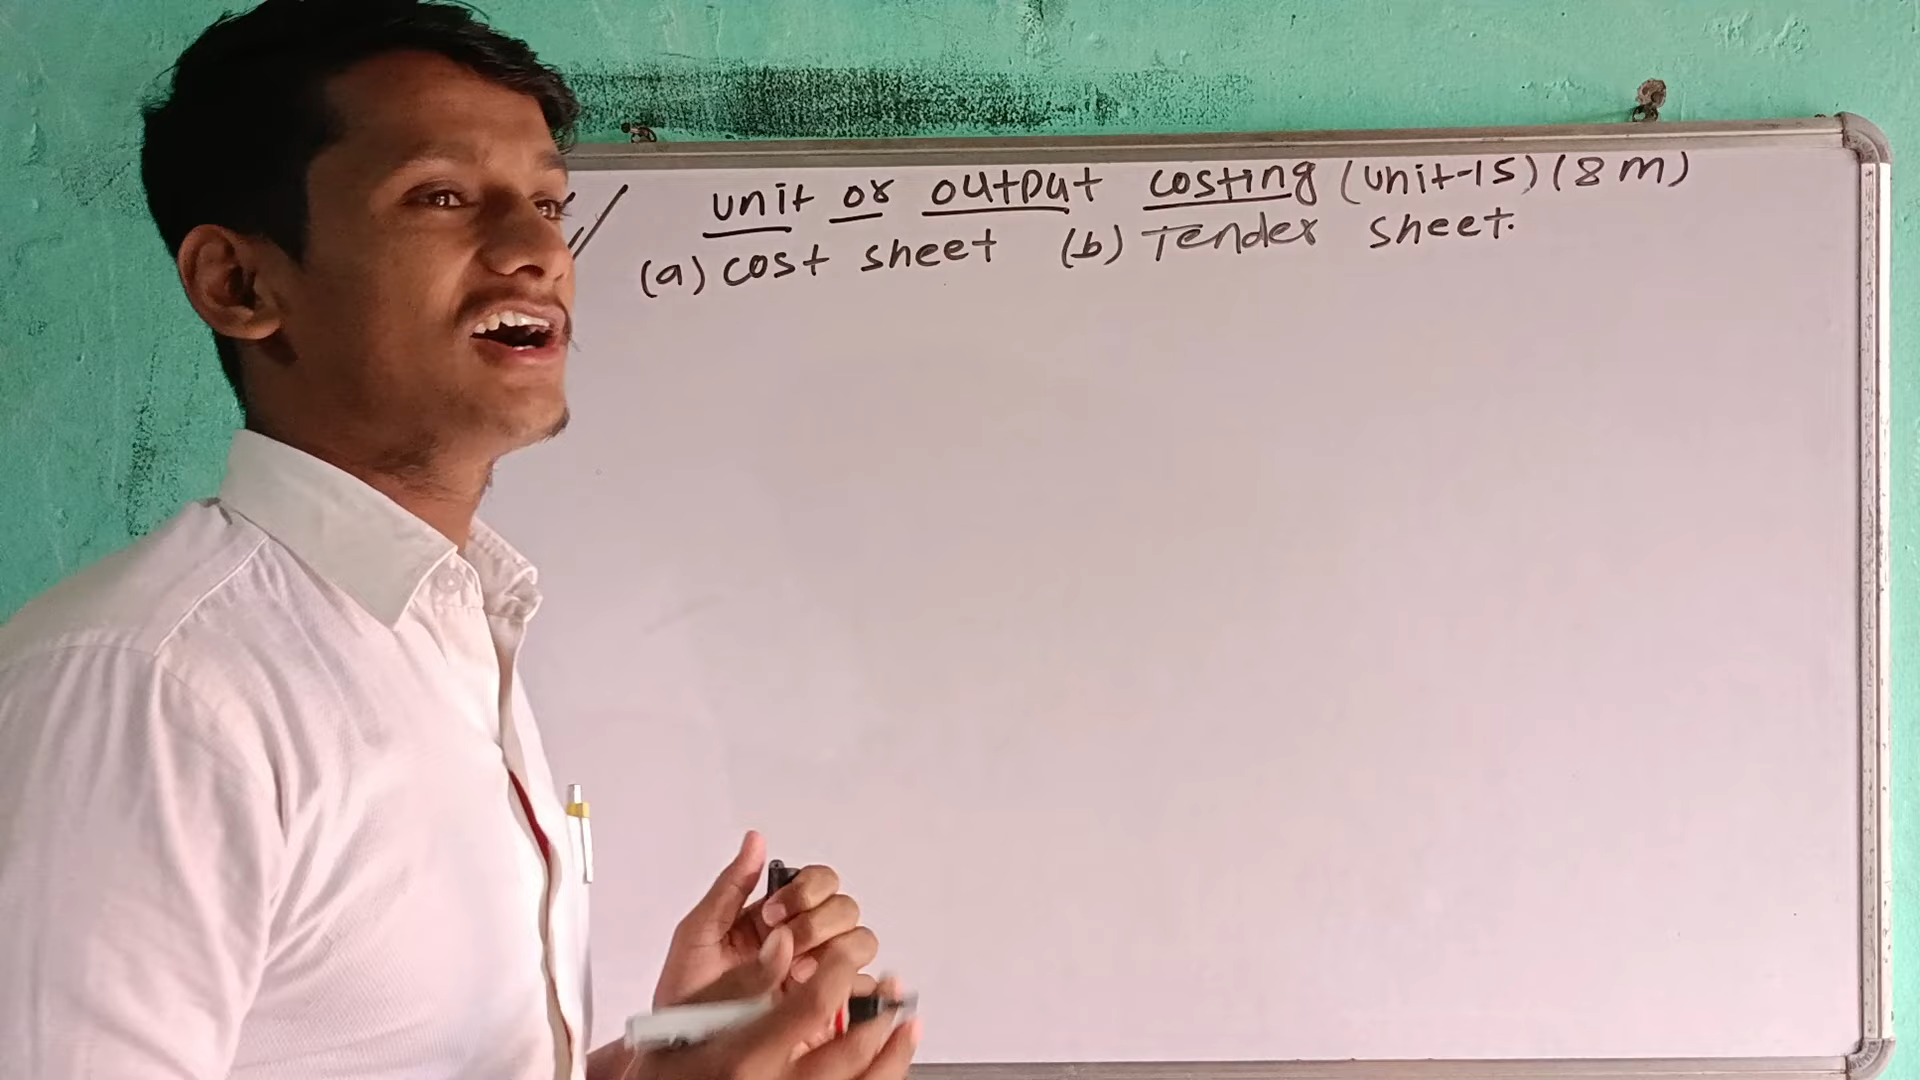 unit or output costing (unit-15) (8 m)
(a) cost sheet (b) Tender sheet.